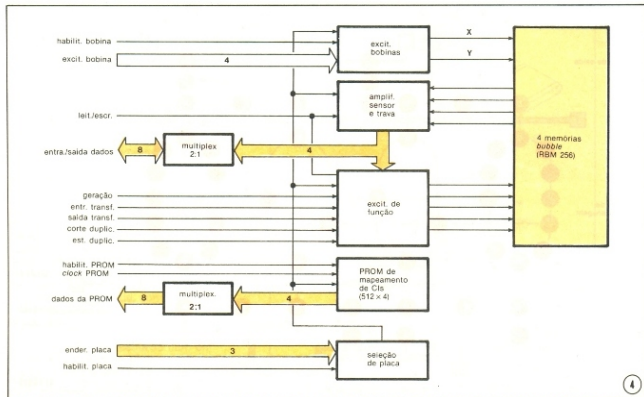 habilit. bobina
excit. bobina
4
excit.
bobinas
X
Y
leit./escr.
amplif.
sensor
e trava
entra./saída dados
8
multiplex
2:1
4
4 memórias
bubble
(RBM 256)
geração
entr. transf.
saída transf.
corte duplic.
est. duplic.
excit. de
função
habilit. PROM
clock PROM
dados da PROM
8
multiplex.
2:1
4
PROM de
mapeamento
de CIs
(512 × 4)
ender. placa
3
habilit. placa
seleção
de placa
4